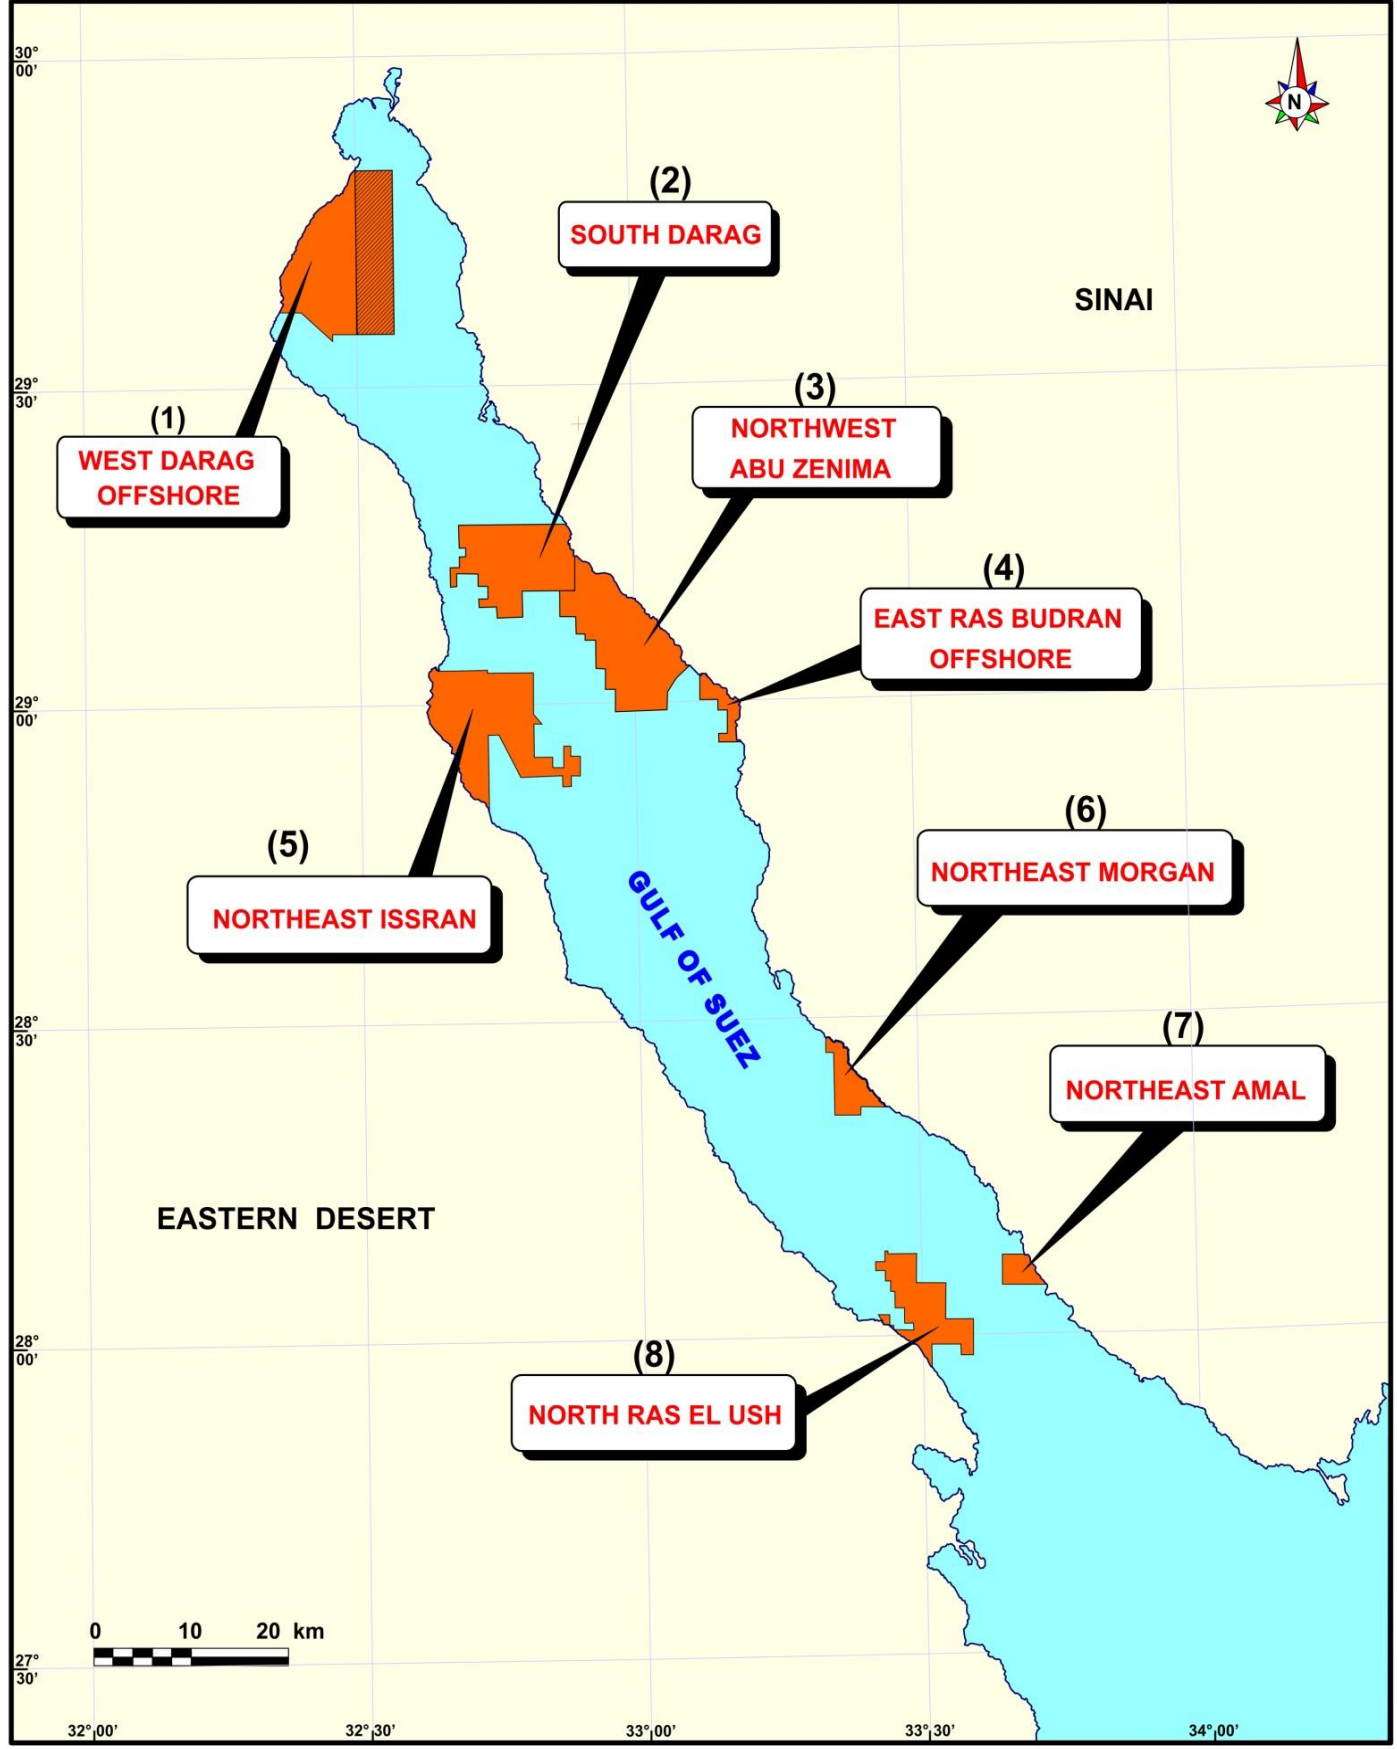 30°
00'
N
(2)
SOUTH DARAG
SINAI
29°
30'
(3)
NORTHWEST
ABU ZENIMA
(1)
WEST DARAG
OFFSHORE
(4)
EAST RAS BUDRAN
OFFSHORE
29°
00'
(6)
NORTHEAST MORGAN
(5)
NORTHEAST ISSRAN
GULF OF SUEZ
28°
30'
(7)
NORTHEAST AMAL
EASTERN DESERT
28°
00'
(8)
NORTH RAS EL USH
0 10 20 km
27°
30'
32°00' 32°30' 33°00' 33°30' 34°00'